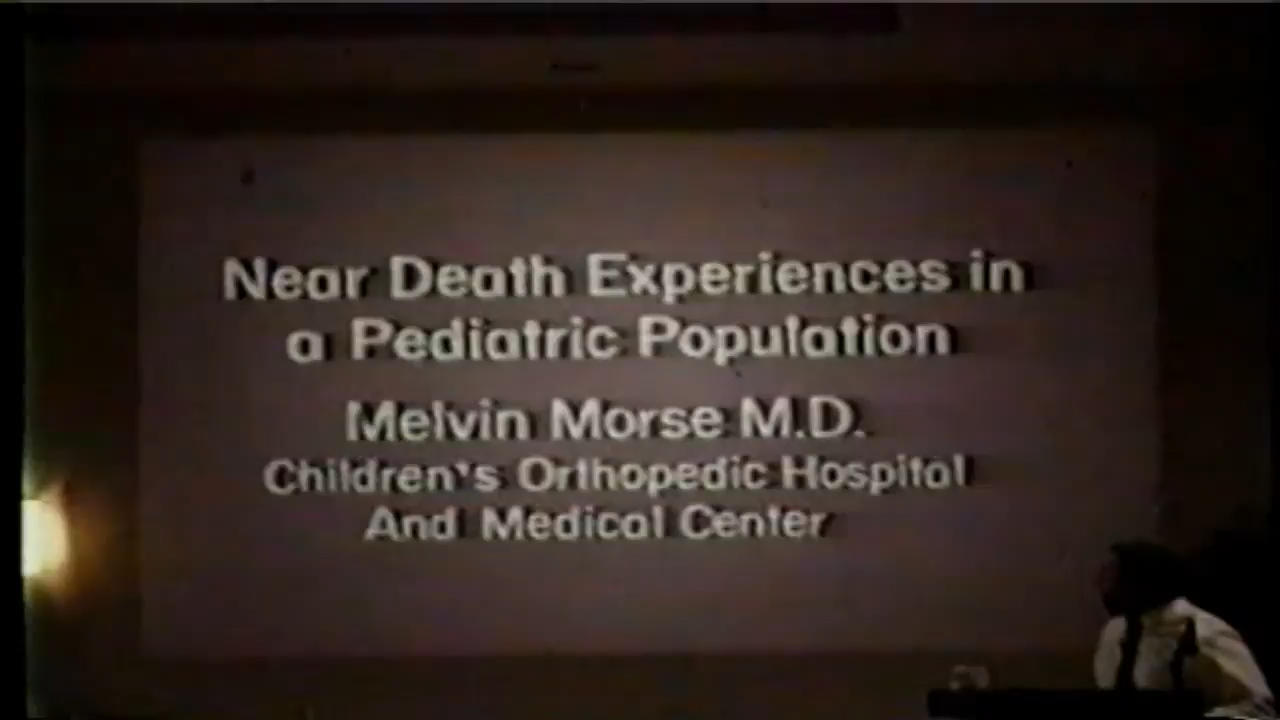 Near Death Experiences in
a Pediatric Population
Melvin Morse M.D.
Children's Orthopedic Hospital
And Medical Center